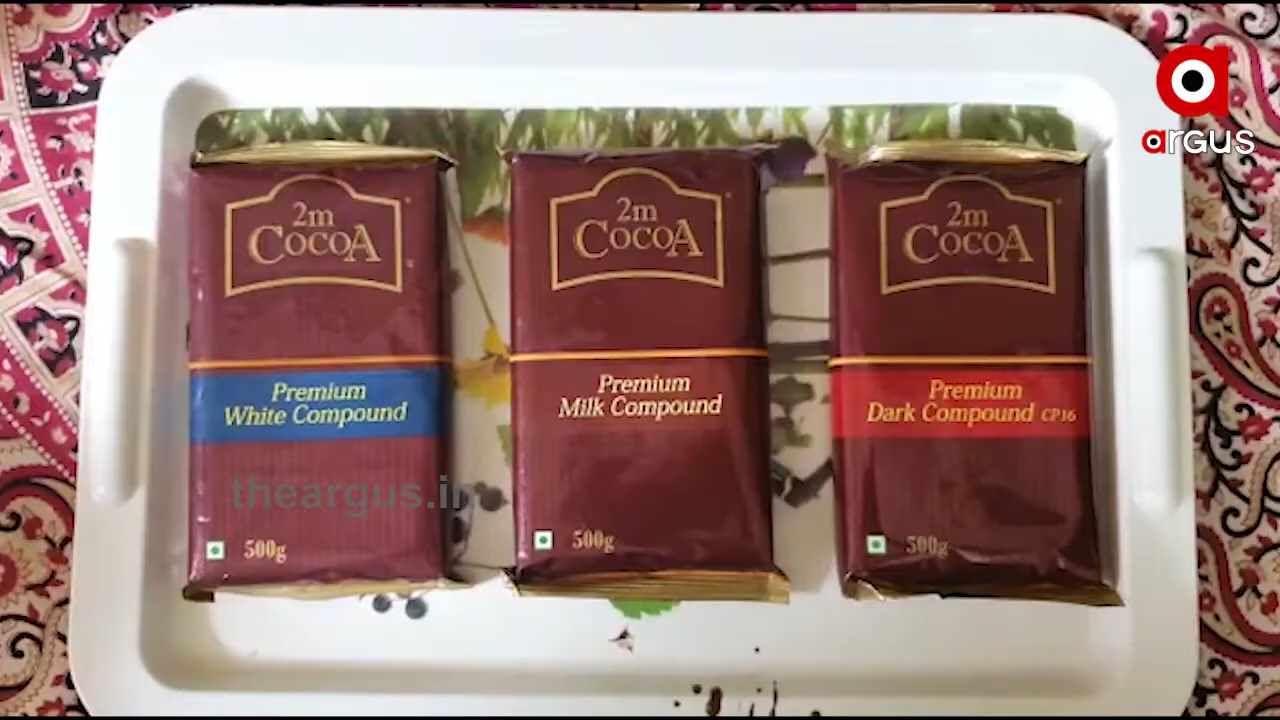 argus
2m
COCOA
Premium
White Compound
500g
2m
COCOA
Premium
Milk Compound
500g
2m
COCOA
Premium
Dark Compound CP16
500g
theargus.in